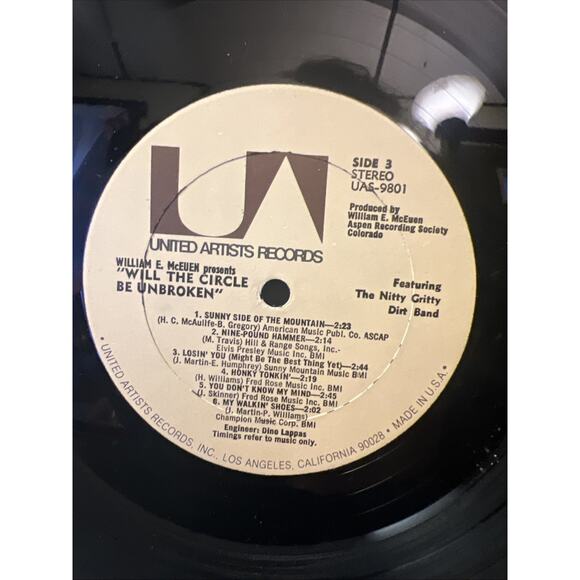 UA
SIDE 3
STEREO
UAS-9801
Produced by
William E. McEuen
Aspen Recording Society
Colorado
UNITED ARTISTS RECORDS
WILLIAM E. McEUEN presents
"WILL THE CIRCLE
BE UNBROKEN"
Featuring
The Nitty Gritty
Dirt Band
1. SUNNY SIDE OF THE MOUNTAIN—2:23
(H. C. McAulife-B. Gregory) American Music Publ. Co. ASCAP
2. NINE-POUND HAMMER—2:14
(M. Travis) Hill & Range Songs, Inc.-
Elvis Presley Music Inc. BMI
3. LOSIN' YOU (Might Be The Best Thing Yet)—2:44
(J. Martin-E. Humphrey) Sunny Mountain Music BMI
4. HONKY TONKIN'—2:19
(H. Williams) Fred Rose Music Inc. BMI
5. YOU DON'T KNOW MY MIND—2:45
(J. Skinner) Fred Rose Music Inc. BMI
6. MY WALKIN' SHOES—2:02
(J. Martin-P. Williams)
Champion Music Corp. BMI
Engineer: Dino Lappas
Timings refer to music only.
• UNITED ARTISTS RECORDS, INC., LOS ANGELES, CALIFORNIA 90028 • MADE IN U.S.A. •